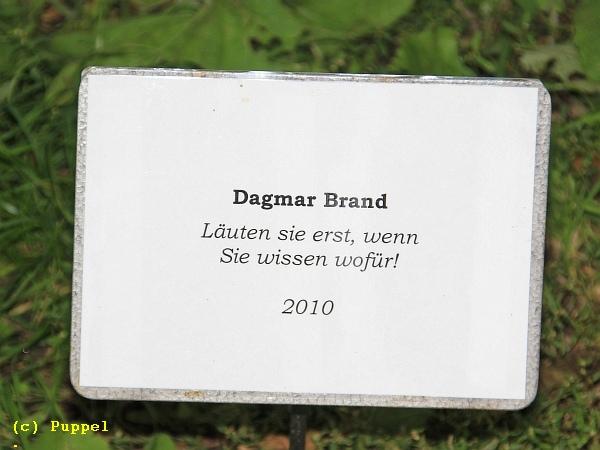 Dagmar Brand
Läuten sie erst, wenn
Sie wissen wofür!
2010
(c) Puppel